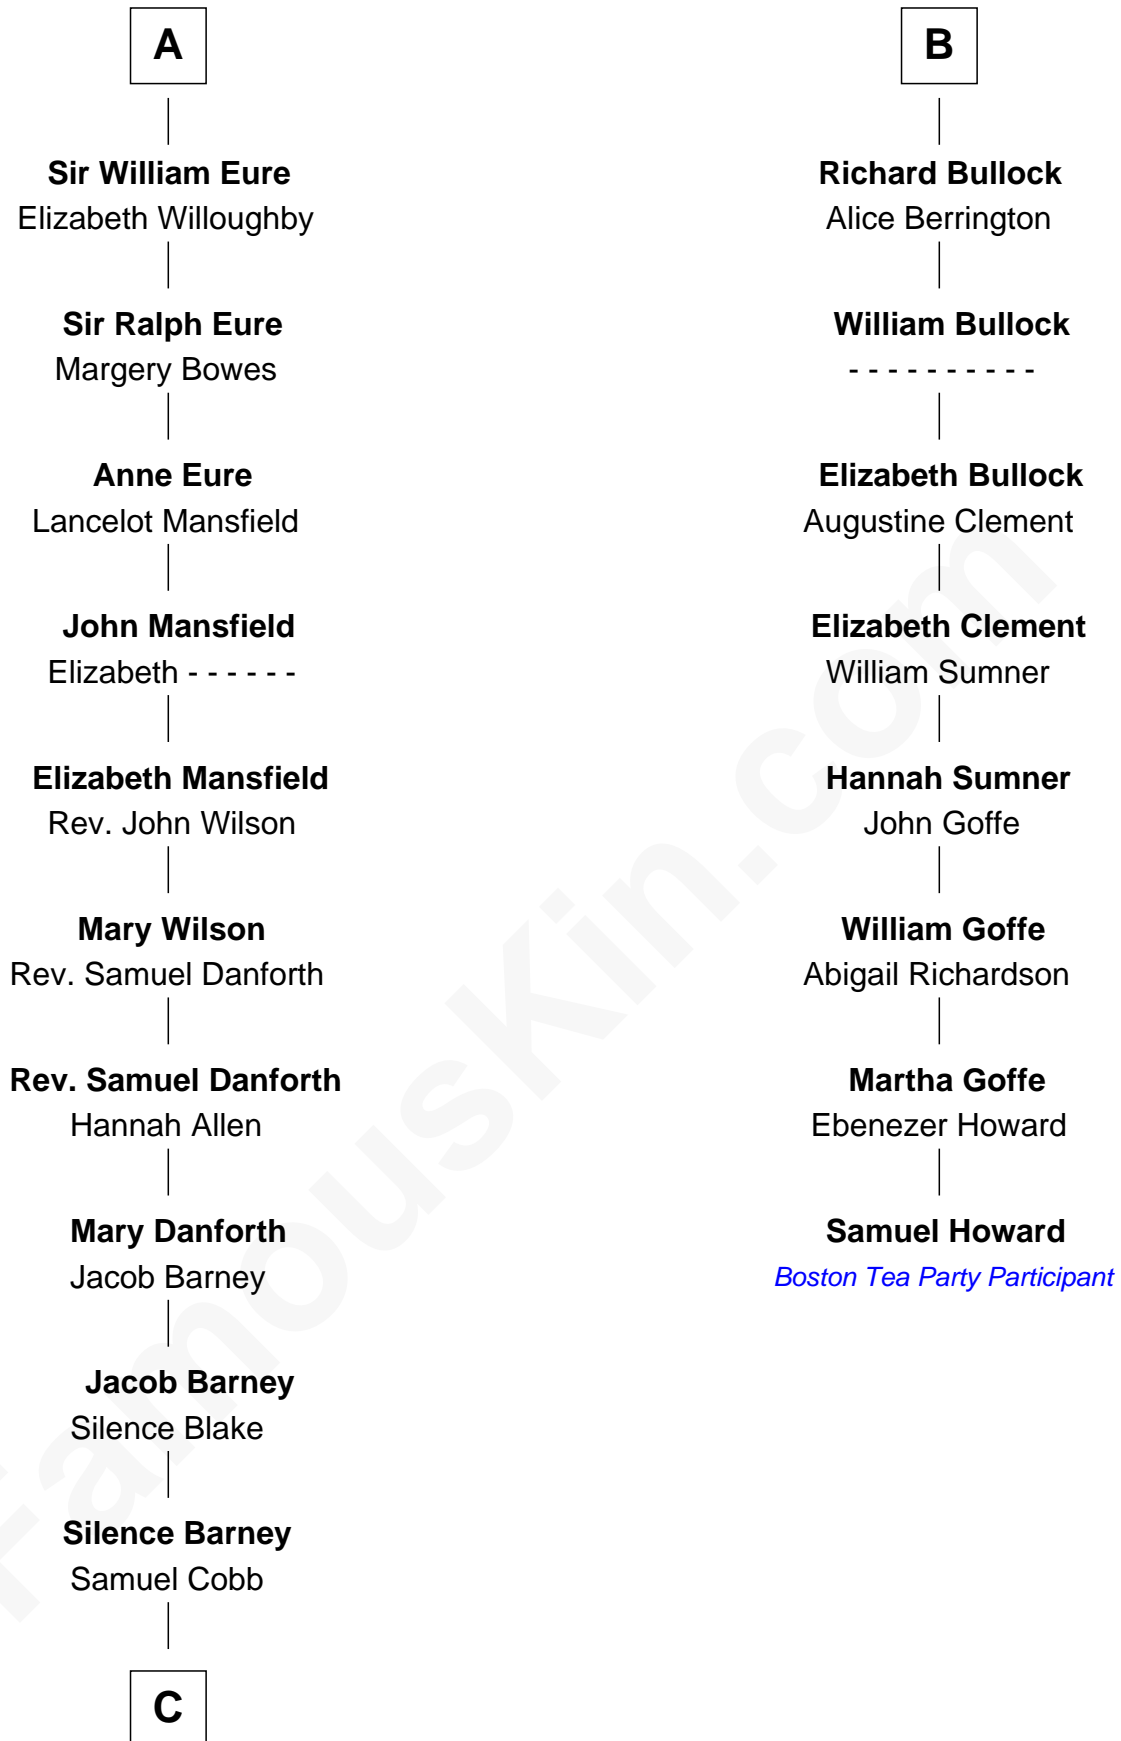 A
Sir William Eure
Elizabeth Willoughby
Sir Ralph Eure
Margery Bowes
Anne Eure
Lancelot Mansfield
John Mansfield
Elizabeth - - - - - -
Elizabeth Mansfield
Rev. John Wilson
Mary Wilson
Rev. Samuel Danforth
Rev. Samuel Danforth
Hannah Allen
Mary Danforth
Jacob Barney
Jacob Barney
Silence Blake
Silence Barney
Samuel Cobb
C
B
Richard Bullock
Alice Berrington
William Bullock
- - - - - - - - - -
Elizabeth Bullock
Augustine Clement
Elizabeth Clement
William Sumner
Hannah Sumner
John Goffe
William Goffe
Abigail Richardson
Martha Goffe
Ebenezer Howard
Samuel Howard
Boston Tea Party Participant
FamousKin.com